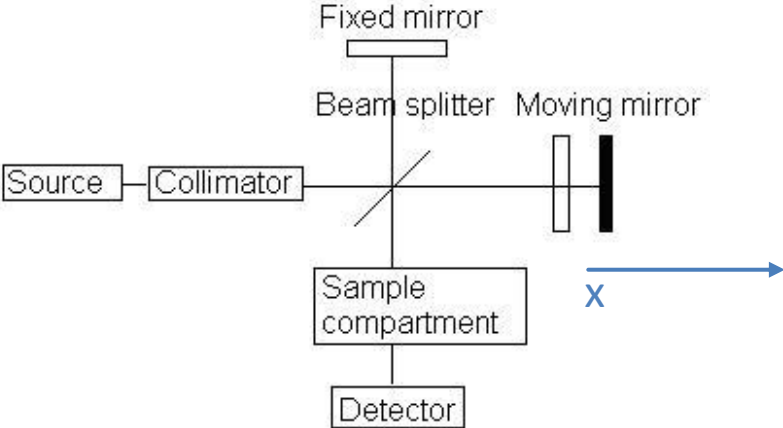 Fixed mirror
Beam splitter
Moving mirror
Source
Collimator
x
Sample
compartment
Detector